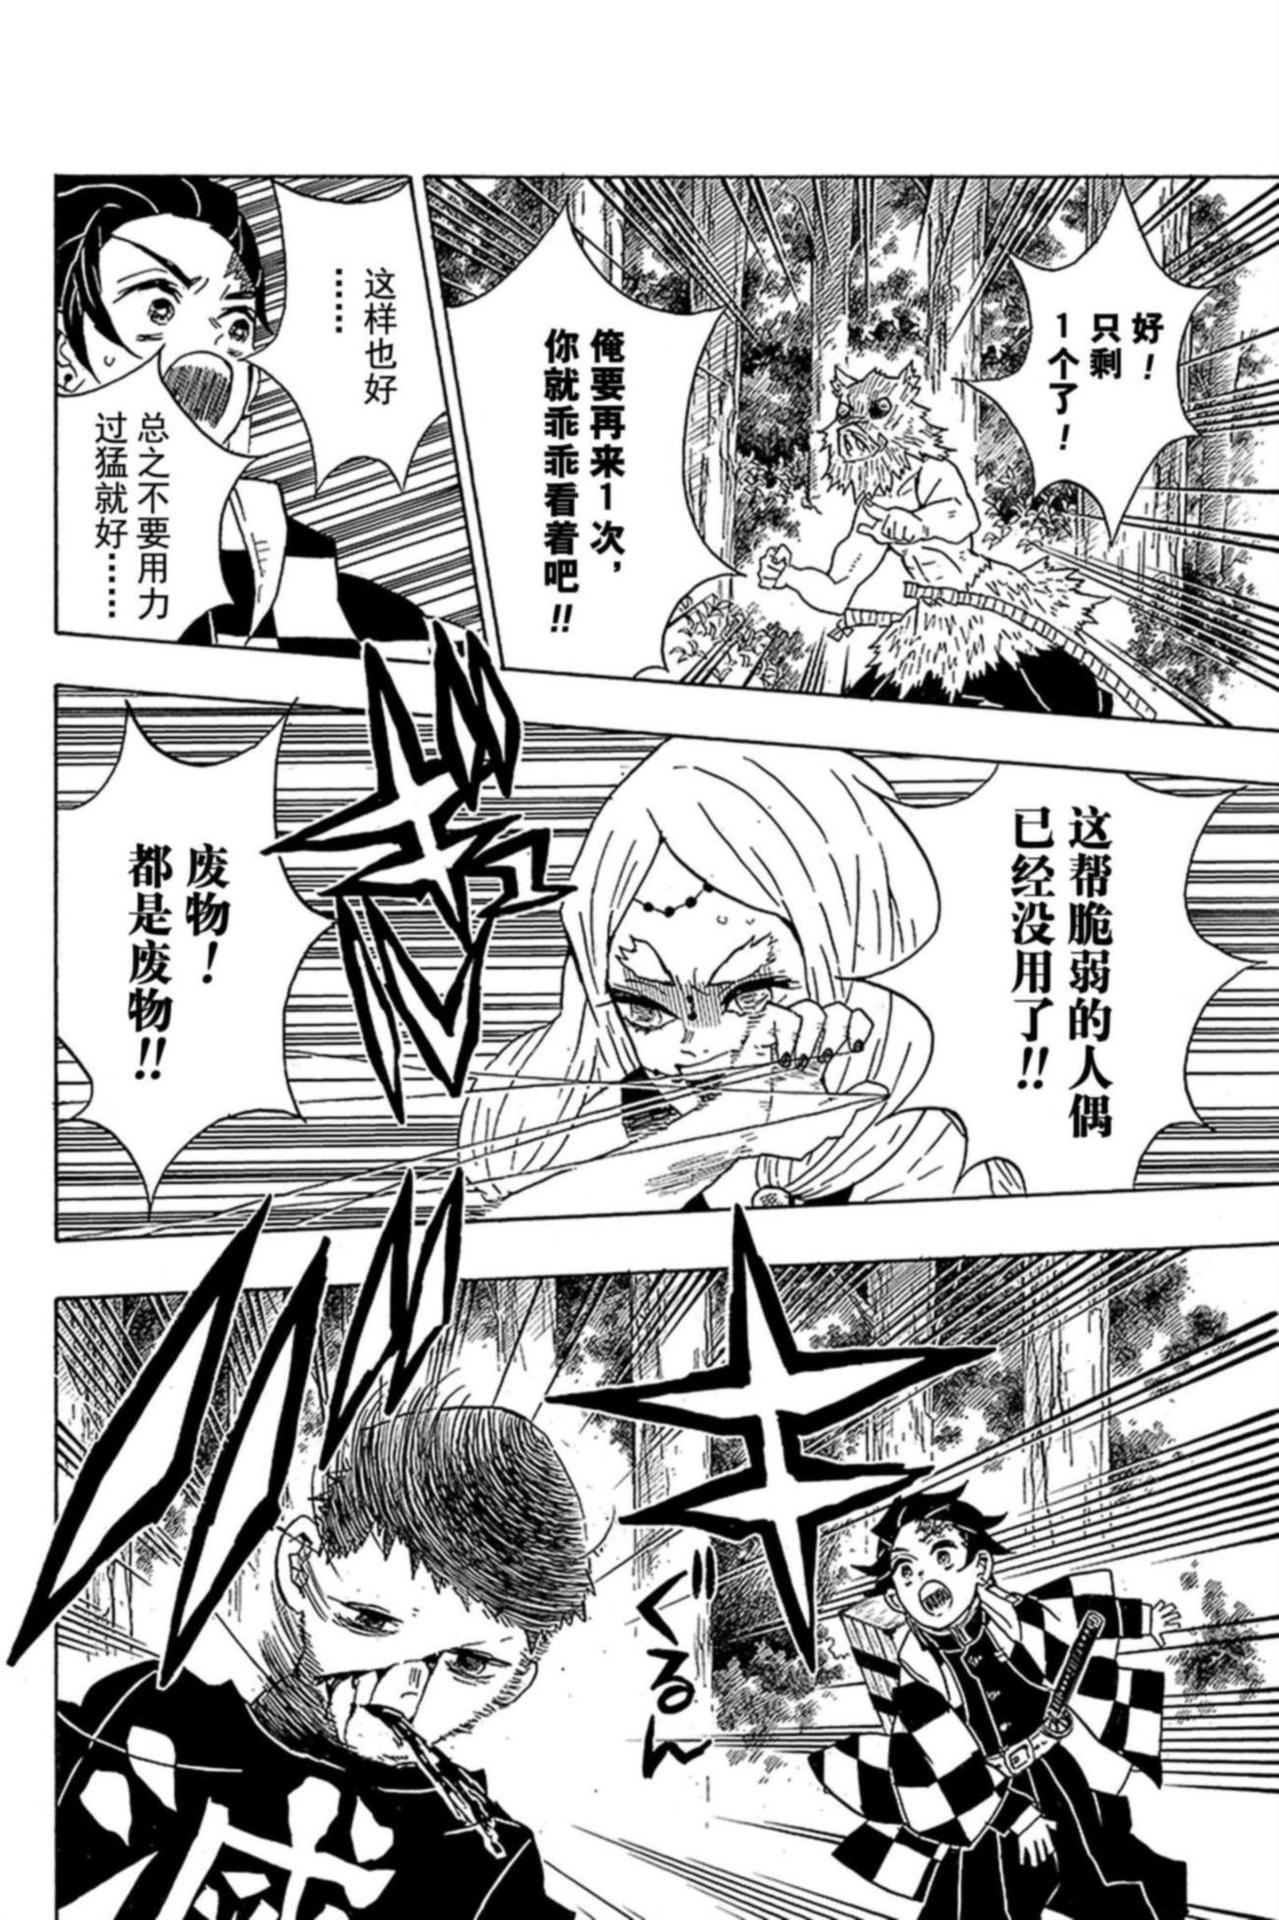 好！
只剩
1个了！
俺要再来1次，
你就乖乖看着吧!!
这样也好
……
总之不要用力
过猛就好……
这帮脆弱的人偶
已经没用了!!
废物！
都是废物!!
ぐるん
滅